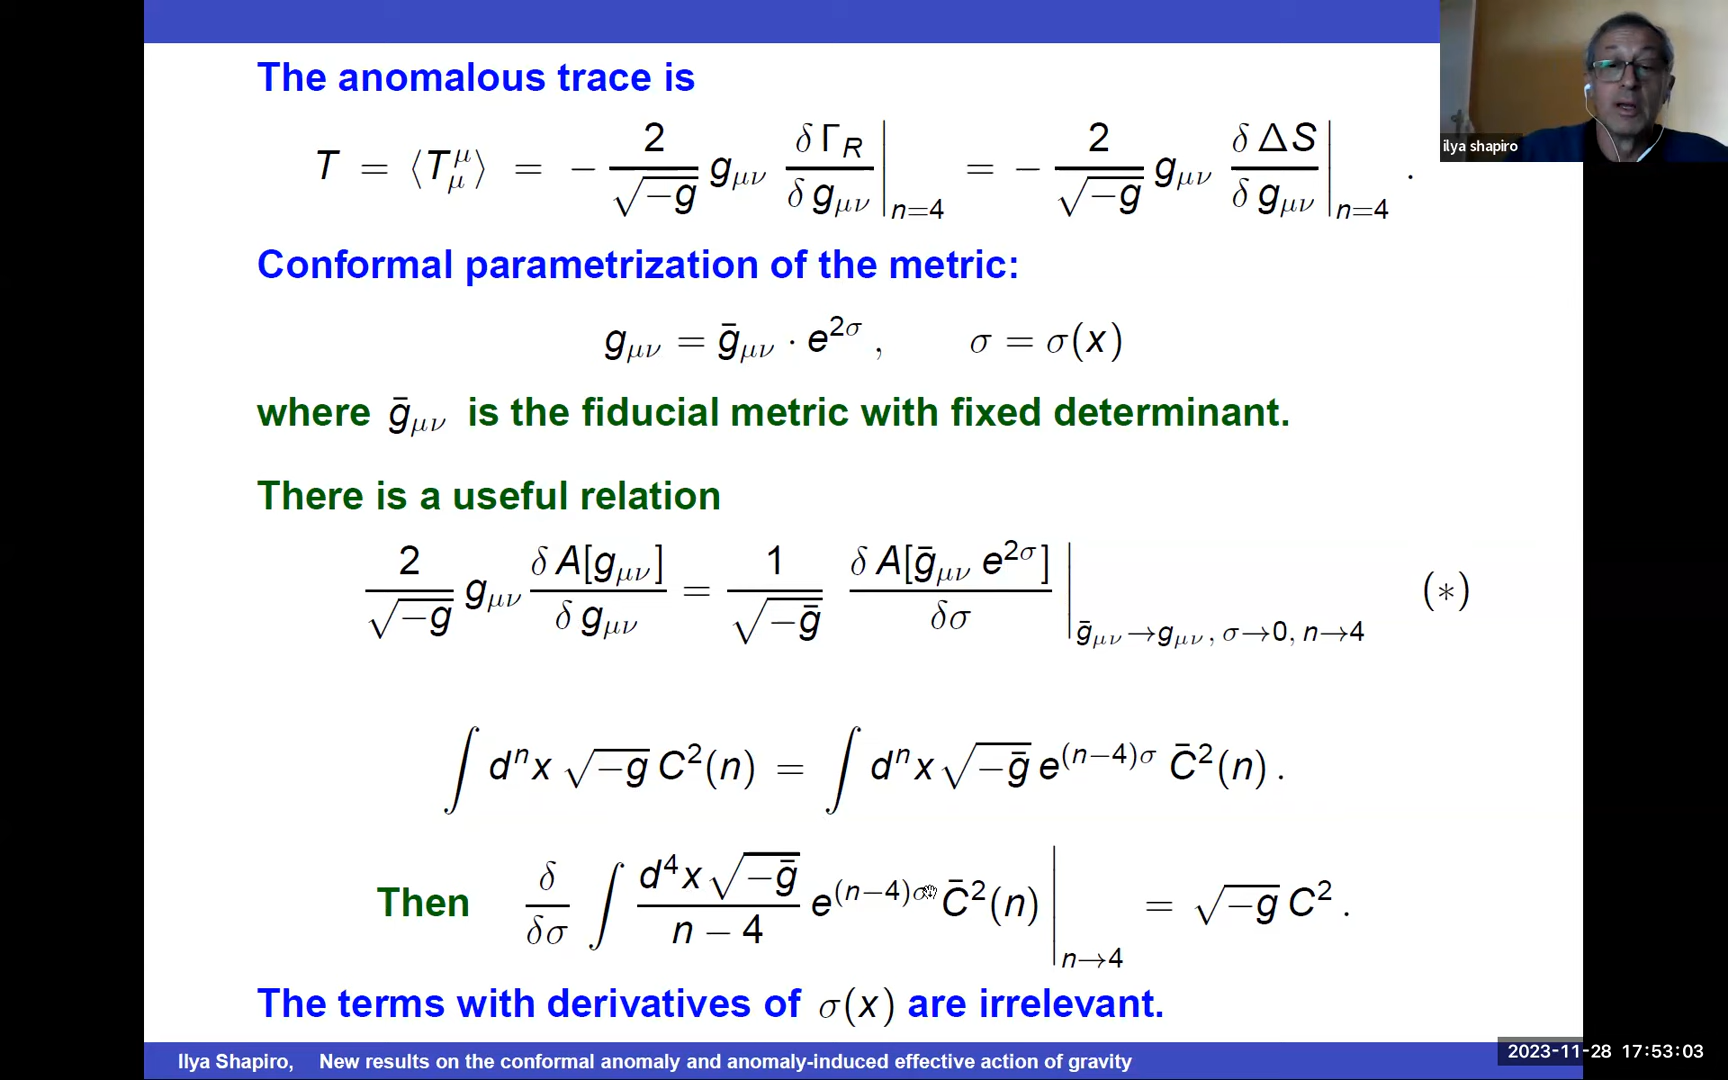 The anomalous trace is
T = ⟨T^μ_μ⟩ = − 2/√−g g_μν δΓ_R/δg_μν |_{n=4} = − 2/√−g g_μν δΔS/δg_μν |_{n=4} .
ilya shapiro
Conformal parametrization of the metric:
g_μν = ḡ_μν · e^{2σ} , σ = σ(x)
where ḡ_μν is the fiducial metric with fixed determinant.
There is a useful relation
2/√−g g_μν δA[g_μν]/δg_μν = 1/√−ḡ δA[ḡ_μν e^{2σ}]/δσ |_{ḡ_μν→g_μν, σ→0, n→4} (∗)
∫ d^n x √−g C²(n) = ∫ d^n x √−ḡ e^{(n−4)σ} C̄²(n) .
Then δ/δσ ∫ d⁴x √−ḡ/(n − 4) e^{(n−4)σ} C̄²(n) |_{n→4} = √−g C² .
The terms with derivatives of σ(x) are irrelevant.
Ilya Shapiro, New results on the conformal anomaly and anomaly-induced effective action of gravity
2023-11-28 17:53:03